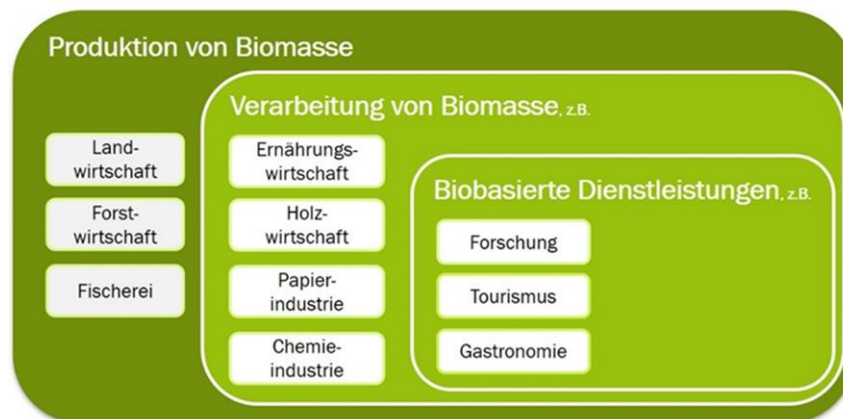 Produktion von Biomasse
Verarbeitung von Biomasse, z.B.
Land-
wirtschaft
Forst-
wirtschaft
Fischerei
Ernährungs-
wirtschaft
Holz-
wirtschaft
Papier-
industrie
Chemie-
industrie
Biobasierte Dienstleistungen, z.B.
Forschung
Tourismus
Gastronomie